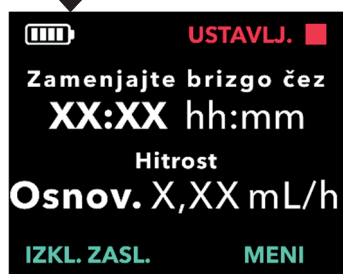 USTAVLJ.
Zamenjajte brizgo čez
XX:XX hh:mm
Hitrost
Osnov. X,XX mL/h
IZKL. ZASL. MENI